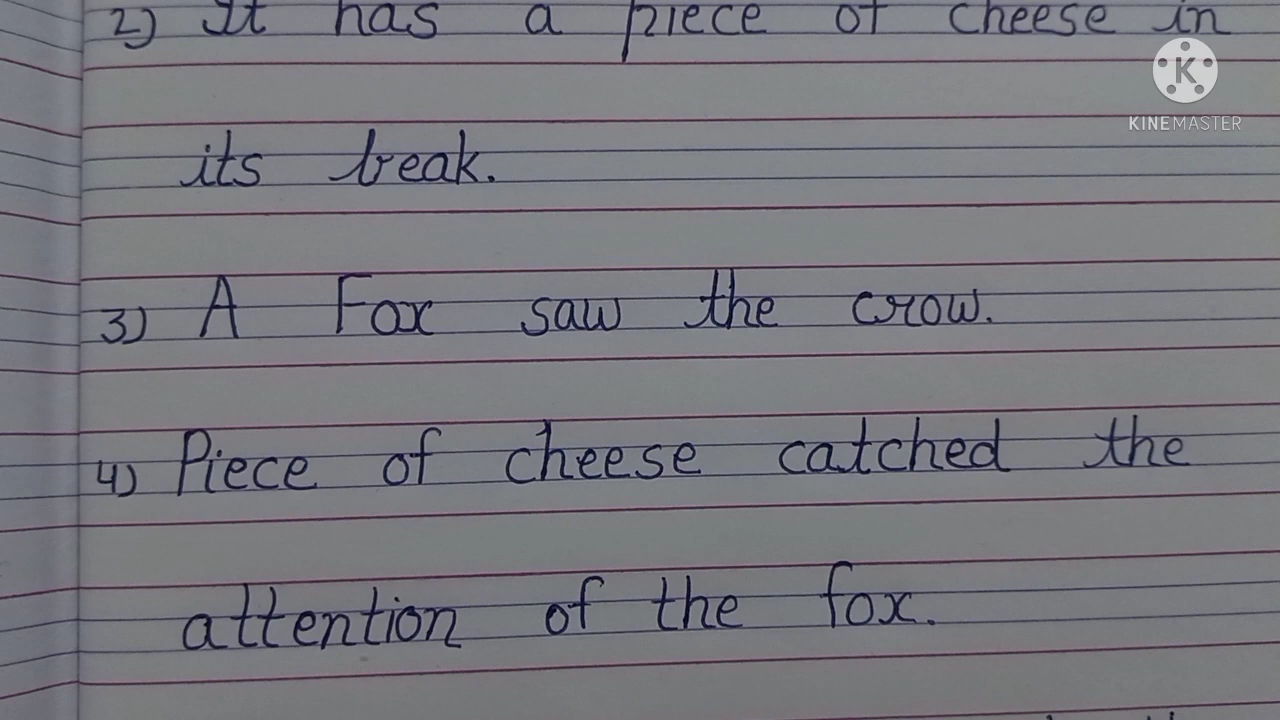 2) It has a piece of cheese in
KINEMASTER
its beak.
3) A Fox saw the crow.
4) Piece of cheese catched the
attention of the fox.